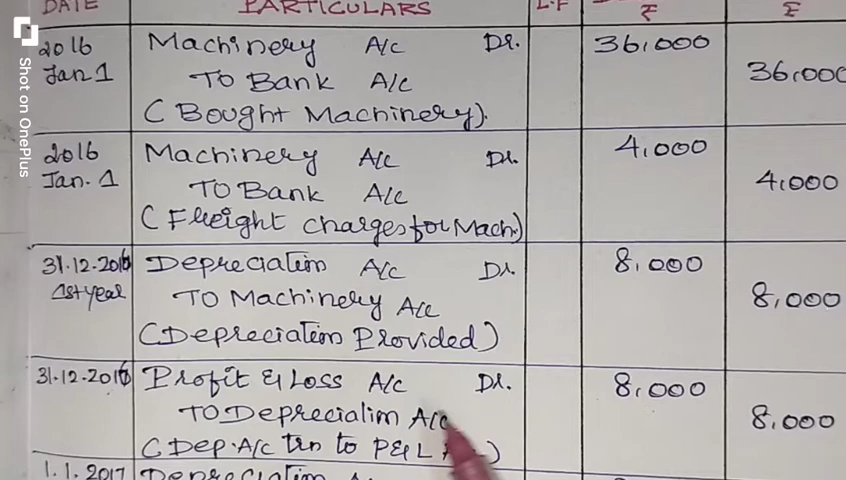 DATE PARTICULARS L.F ₹ ₹
2016 Machinery A/c Dr. 36,000
Jan 1 To Bank A/c 36,000
(Bought Machinery).
2016 Machinery A/c Dr. 4,000
Jan. 1 To Bank A/c 4,000
(Freight charges for Mach.)
31.12.2016 Depreciation A/c Dr. 8,000
1st year To Machinery A/c 8,000
(Depreciation Provided)
31.12.2016 Profit & Loss A/c Dr. 8,000
To Depreciation A/c 8,000
(Dep. A/c trn to P&L )
1.1.2017 Depreciation
Shot on OnePlus